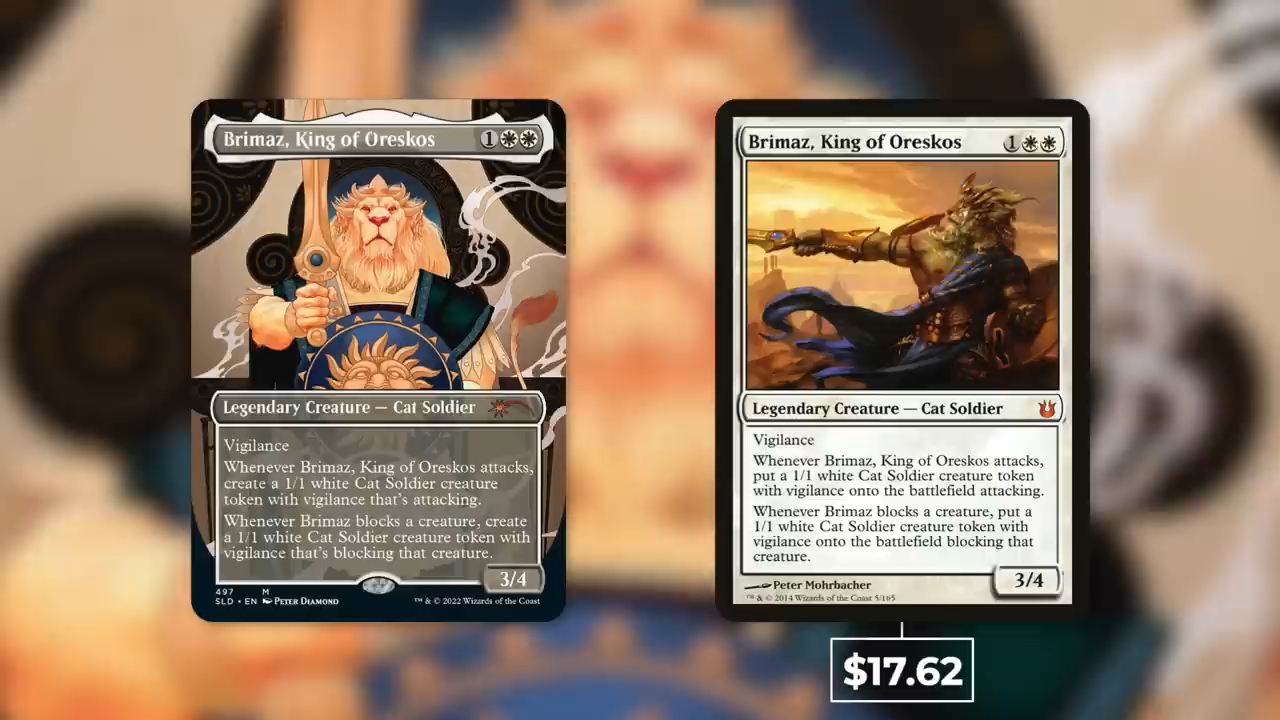 Brimaz, King of Oreskos 1
Legendary Creature — Cat Soldier
Vigilance
Whenever Brimaz, King of Oreskos attacks,
create a 1/1 white Cat Soldier creature
token with vigilance that's attacking.
Whenever Brimaz blocks a creature, create
a 1/1 white Cat Soldier creature token with
vigilance that's blocking that creature.
3/4
497 M
SLD • EN Peter Diamond ™ & © 2022 Wizards of the Coast
Brimaz, King of Oreskos 1
Legendary Creature — Cat Soldier
Vigilance
Whenever Brimaz, King of Oreskos attacks,
put a 1/1 white Cat Soldier creature token
with vigilance onto the battlefield attacking.
Whenever Brimaz blocks a creature, put a
1/1 white Cat Soldier creature token with
vigilance onto the battlefield blocking that
creature.
3/4
Peter Mohrbacher
™ & © 2014 Wizards of the Coast 5/165
$17.62